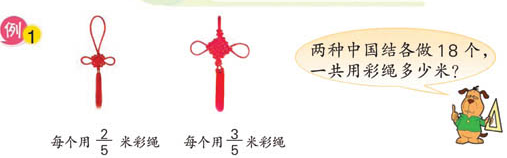 例1
两种中国结各做18个，
一共用彩绳多少米？
每个用 2/5 米彩绳 每个用 3/5 米彩绳